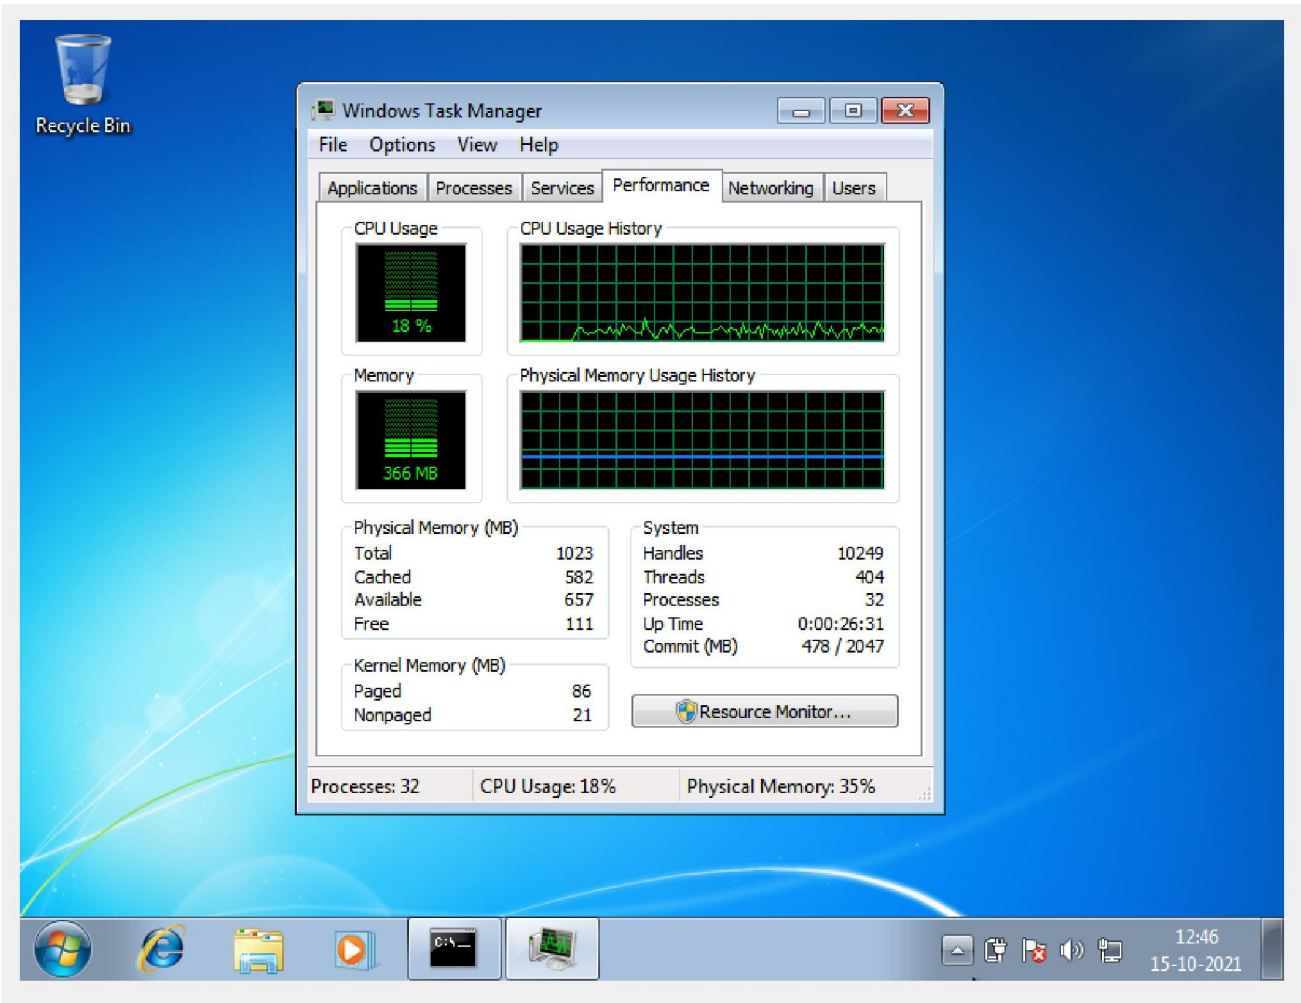 Recycle Bin
Windows Task Manager
File Options View Help
Applications Processes Services Performance Networking Users
CPU Usage
CPU Usage History
18 %
Memory
Physical Memory Usage History
366 MB
Physical Memory (MB)
Total 1023
Cached 582
Available 657
Free 111
System
Handles 10249
Threads 404
Processes 32
Up Time 0:00:26:31
Commit (MB) 478 / 2047
Kernel Memory (MB)
Paged 86
Nonpaged 21
Resource Monitor...
Processes: 32 CPU Usage: 18% Physical Memory: 35%
C:\_
12:46
15-10-2021